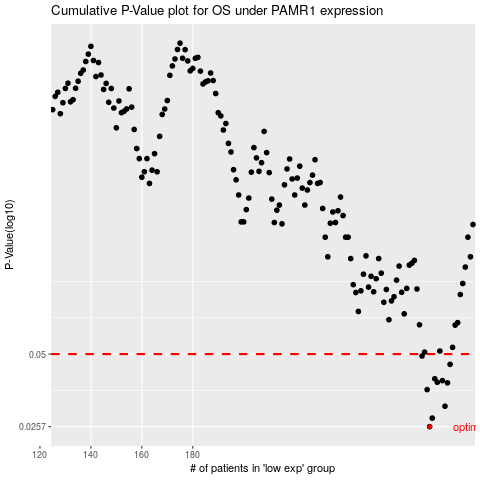 Cumulative P-Value plot for OS under PAMR1 expression
P-Value(log10)
0.05
0.0257
optim
120 140 160 180
# of patients in 'low exp' group